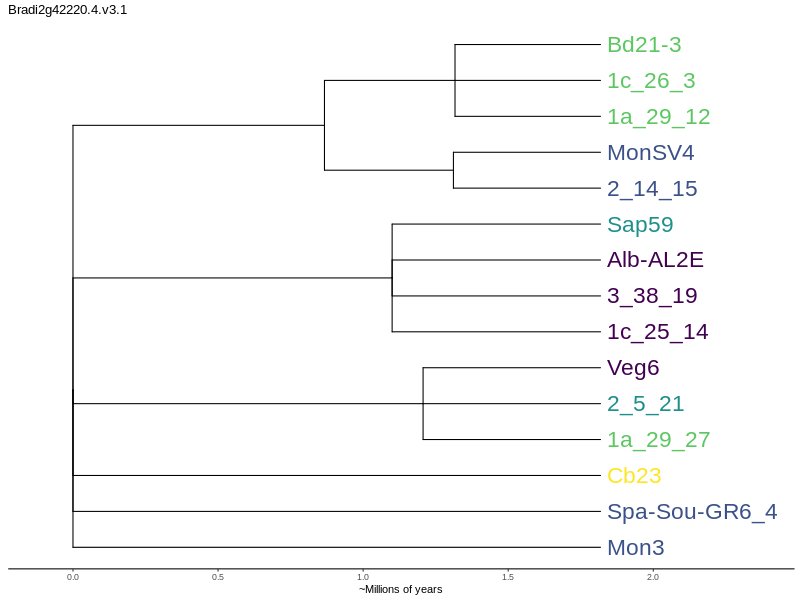 Bradi2g42220.4.v3.1
Bd21-3
1c_26_3
1a_29_12
MonSV4
2_14_15
Sap59
Alb-AL2E
3_38_19
1c_25_14
Veg6
2_5_21
1a_29_27
Cb23
Spa-Sou-GR6_4
Mon3
0.0 0.5 1.0 1.5 2.0
~Millions of years